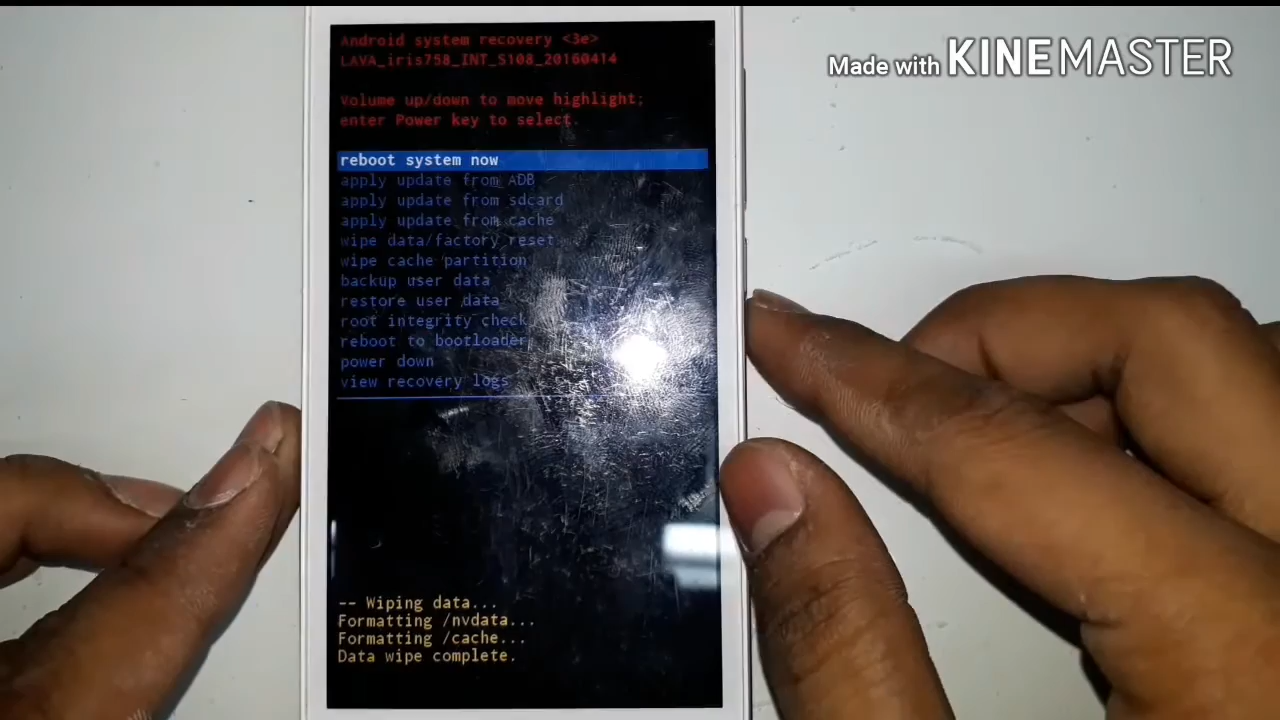 Android system recovery <3e>
LAVA_iris758_INT_S108_20160414
Volume up/down to move highlight;
enter Power key to select.
reboot system now
apply update from ADB
apply update from sdcard
apply update from cache
wipe data/factory reset
wipe cache partition
backup user data
restore user data
root integrity check
reboot to bootloader
power down
view recovery logs
-- Wiping data...
Formatting /nvdata...
Formatting /cache...
Data wipe complete.
Made with KINEMASTER